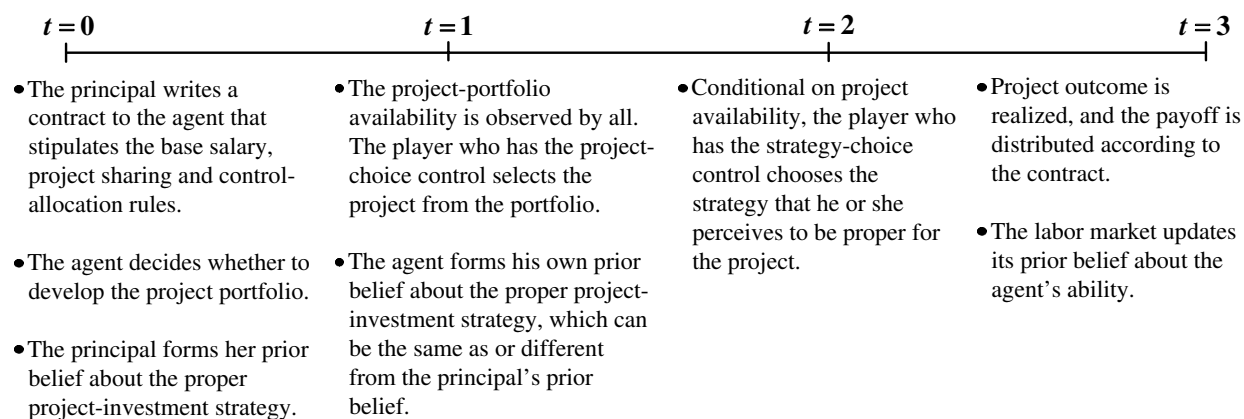 t = 0
t = 1
t = 2
t = 3
• The principal writes a
contract to the agent that
stipulates the base salary,
project sharing and control-
allocation rules.
• The agent decides whether to
develop the project portfolio.
• The principal forms her prior
belief about the proper
project-investment strategy.
• The project-portfolio
availability is observed by all.
The player who has the project-
choice control selects the
project from the portfolio.
• The agent forms his own prior
belief about the proper project-
investment strategy, which can
be the same as or different
from the principal’s prior
belief.
• Conditional on project
availability, the player who
has the strategy-choice
control chooses the
strategy that he or she
perceives to be proper for
the project.
• Project outcome is
realized, and the payoff is
distributed according to
the contract.
• The labor market updates
its prior belief about the
agent’s ability.